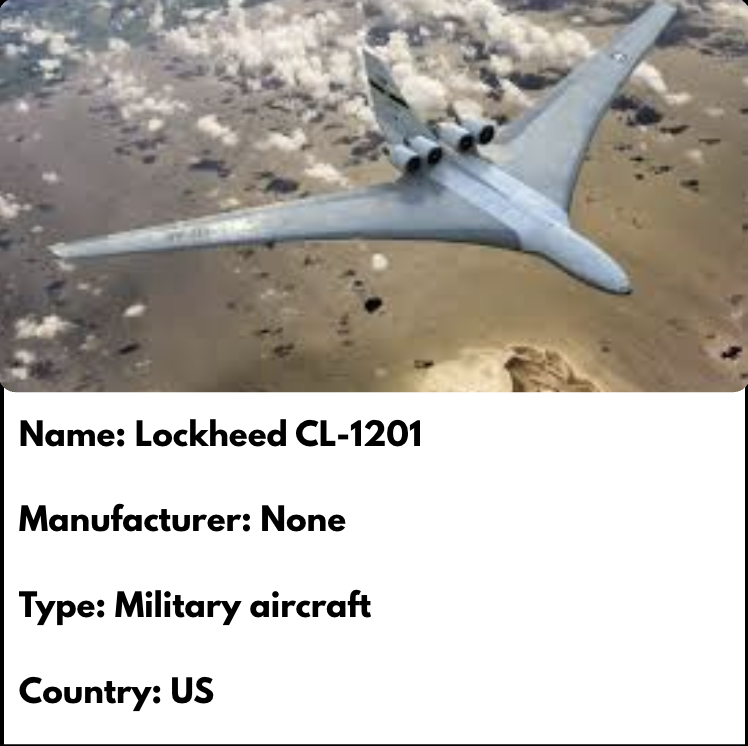 Name: Lockheed CL-1201
Manufacturer: None
Type: Military aircraft
Country: US